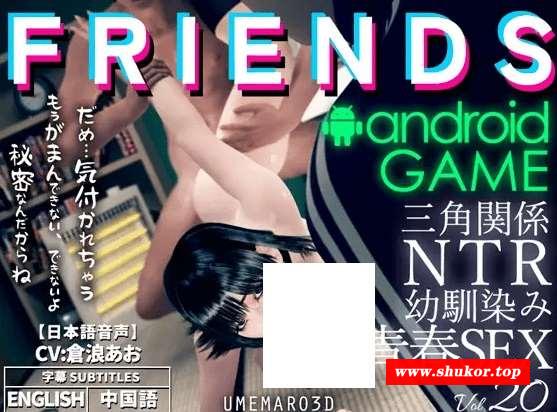 FRIENDS
android
GAME
だめ…気付かれちゃう
もぅがまんできない、できないよ
秘密なんだからね
三角関係
NTR
幼馴染み
青春SEX
Vol.20
【日本語音声】
CV:倉浪あお
字幕 SUBTITLES
ENGLISH 中国語
www.shukor.top
UMEMARO3D